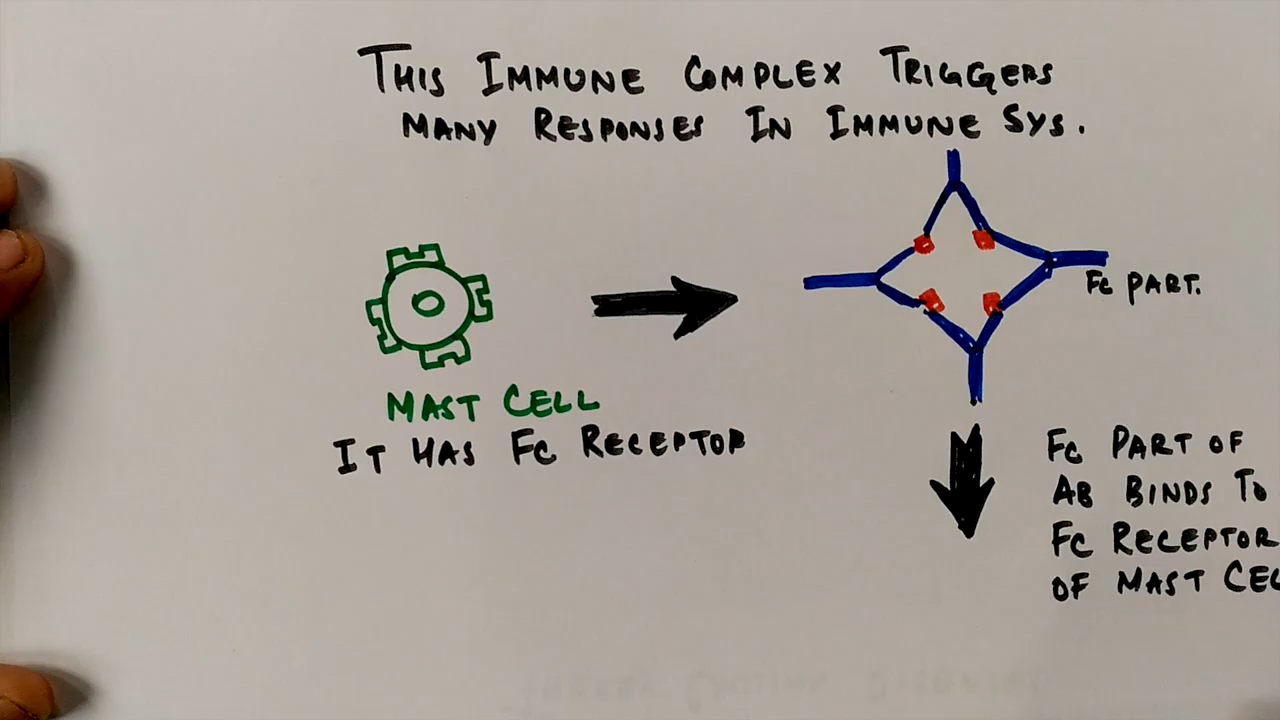 THIS IMMUNE COMPLEX TRIGGERS
MANY RESPONSES IN IMMUNE SYS.
Fc PART.
MAST CELL
IT HAS Fc RECEPTOR
Fc PART OF
AB BINDS TO
Fc RECEPTOR
OF MAST